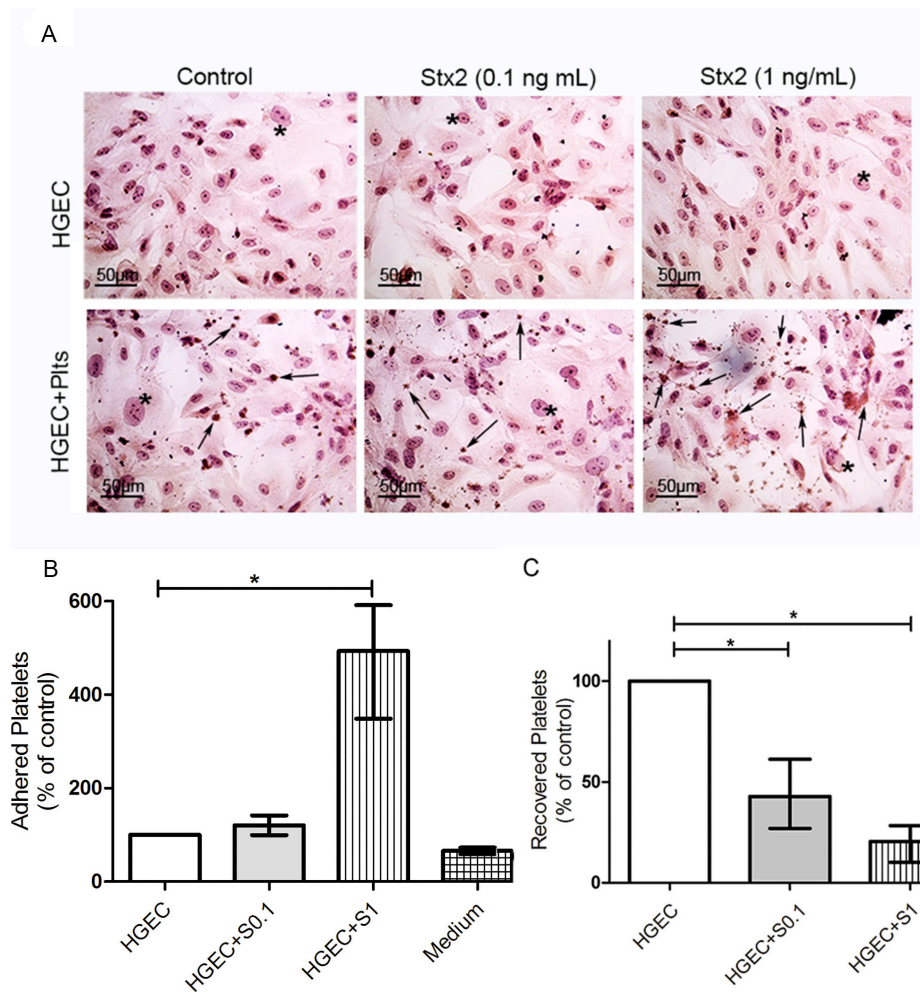 A
Control
Stx2 (0.1 ng mL)
Stx2 (1 ng/mL)
HGEC
*
*
*
50µm
50µm
50µm
HGEC+Plts
*
*
*
50µm
50µm
50µm
B
*
Adhered Platelets
(% of control)
600
400
200
0
HGEC
HGEC+S0.1
HGEC+S1
Medium
C
*
*
Recovered Platelets
(% of control)
100
50
0
HGEC
HGEC+S0.1
HGEC+S1